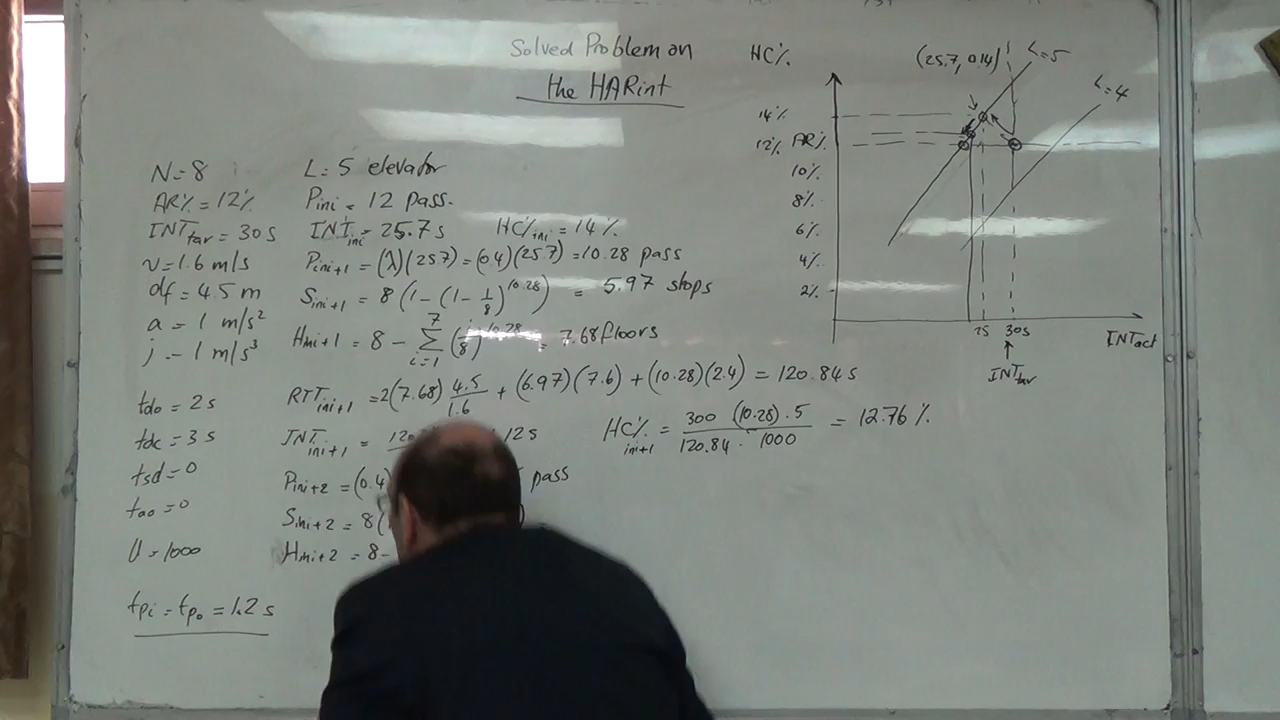 Solved Problem on
the HARint
N=8
AR% = 12%
INTtar = 30 s
v = 1.6 m/s
df = 4.5 m
a = 1 m/s²
j = 1 m/s³
tdo = 2 s
tdc = 3 s
tsd = 0
tao = 0
U = 1000
tpi = tpo = 1.2 s
L = 5 elevator
Pini = 12 pass.
INTini = 25.7 s HC%ini = 14 %
Pini+1 = (λ)(25.7) = (0.4)(25.7) = 10.28 pass
Sini+1 = 8(1-(1-1/8)^10.28) = 5.97 stops
Hini+1 = 8 - Σ i=1 7 (i/8)^10.28 = 7.68 floors
RTTini+1 = 2(7.68) 4.5/1.6 + (6.97)(7.6) + (10.28)(2.4) = 120.84 s
INTini+1 = 120 12 s
HC%ini+1 = 300 (10.28) . 5 / 120.84 . 1000 = 12.76 %
Pini+2 = (0.4) pass
Sini+2 = 8(
Hini+2 = 8-
HC%
(25.7, 0.14)
L=5
L=4
14%
12% AR%
10%
8%
6%
4%
2%
25 30s
INTact
INTtar